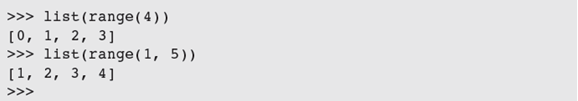 >>> list(range(4))
[0, 1, 2, 3]
>>> list(range(1, 5))
[1, 2, 3, 4]
>>>